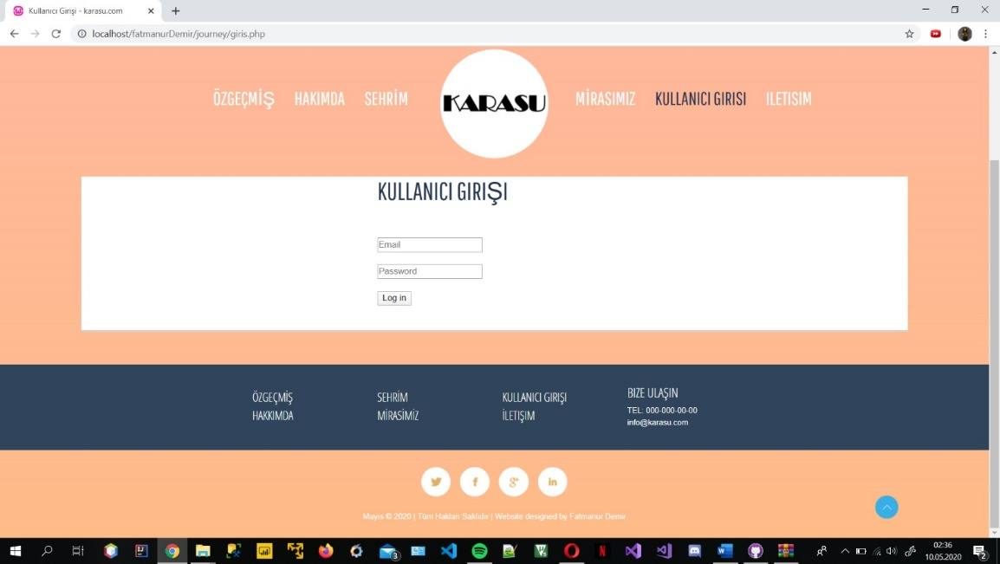 Kullanıcı Girişi - karasu.com
localhost/fatmanurDemir/journey/giris.php
ÖZGEÇMİŞ HAKIMDA SEHRİM KARASU MİRASIMIZ KULLANICI GIRISI ILETISIM
KULLANICI GIRIŞI
Email
Password
Log in
ÖZGEÇMİŞ SEHRİM KULLANICI GIRIŞI BIZE ULAŞIN
HAKKIMDA MİRASİMİZ İLETIŞIM TEL: 000-000-00-00
info@karasu.com
Mayıs © 2020 | Tüm Hakları Saklıdır | Website designed by Fatmanur Demir
02:36
10.05.2020